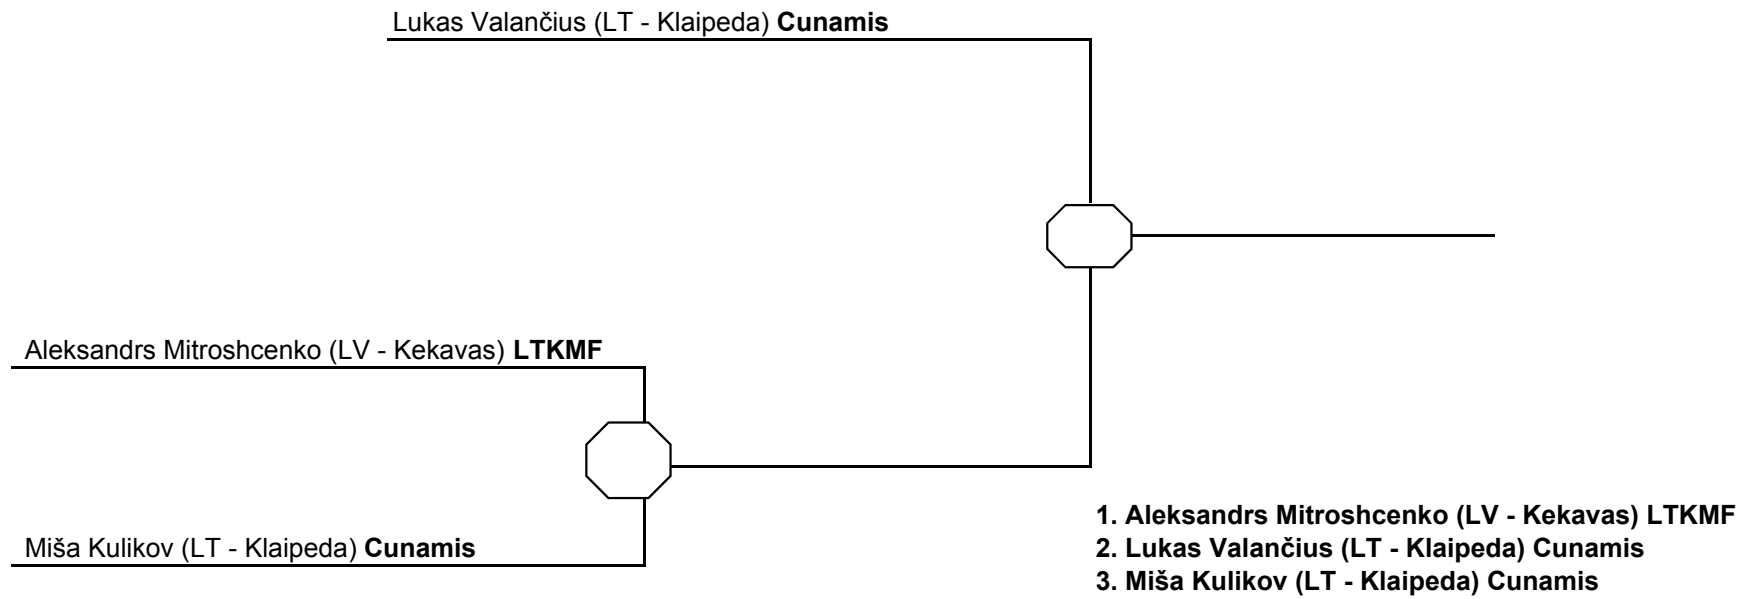 Lukas Valančius (LT - Klaipeda) Cunamis
Aleksandrs Mitroshcenko (LV - Kekavas) LTKMF
Miša Kulikov (LT - Klaipeda) Cunamis
1. Aleksandrs Mitroshcenko (LV - Kekavas) LTKMF
2. Lukas Valančius (LT - Klaipeda) Cunamis
3. Miša Kulikov (LT - Klaipeda) Cunamis